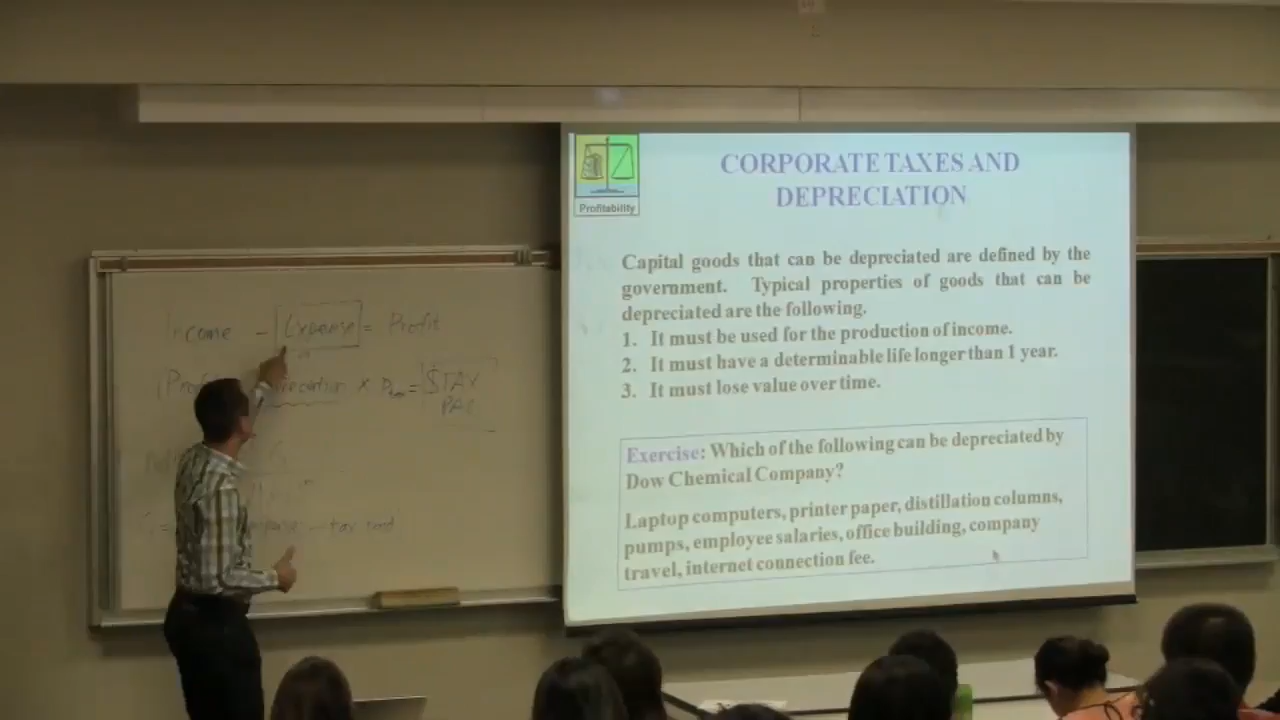 Income - Expense = Profit
Depreciation x = $TAX
PAID
- tax
Profitability
CORPORATE TAXES AND
DEPRECIATION
Capital goods that can be depreciated are defined by the
government. Typical properties of goods that can be
depreciated are the following.
1. It must be used for the production of income.
2. It must have a determinable life longer than 1 year.
3. It must lose value over time.
Exercise: Which of the following can be depreciated by
Dow Chemical Company?
Laptop computers, printer paper, distillation columns,
pumps, employee salaries, office building, company
travel, internet connection fee.